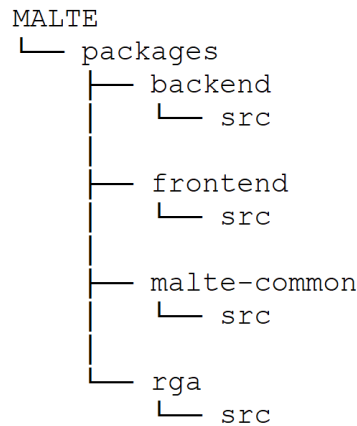 MALTE
└── packages
├── backend
│ └── src
│
├── frontend
│ └── src
│
├── malte-common
│ └── src
│
└── rga
└── src